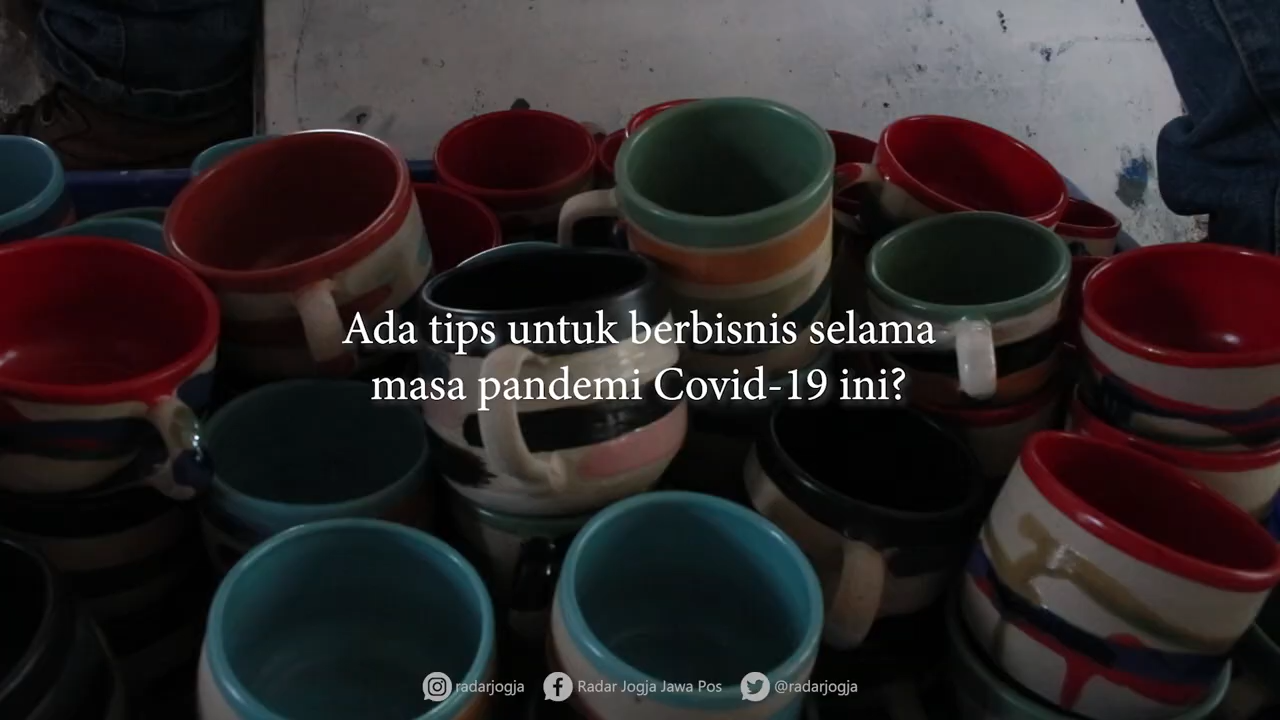 Ada tips untuk berbisnis selama
masa pandemi Covid-19 ini?
radarjogja Radar Jogja Jawa Pos @radarjogja